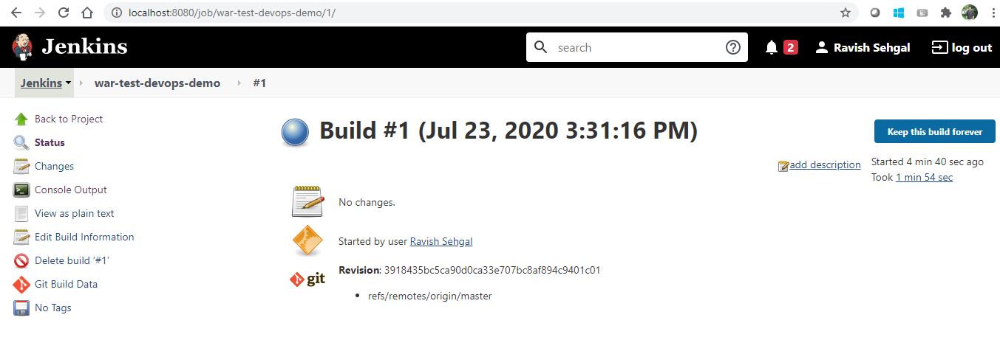 localhost:8080/job/war-test-devops-demo/1/
Jenkins
search
2
Ravish Sehgal
log out
Jenkins
war-test-devops-demo
#1
Back to Project
Status
Changes
Console Output
View as plain text
Edit Build Information
Delete build ‘#1’
Git Build Data
No Tags
Build #1 (Jul 23, 2020 3:31:16 PM)
Keep this build forever
add description
Started 4 min 40 sec ago
Took 1 min 54 sec
No changes.
Started by user Ravish Sehgal
git
Revision: 3918435bc5ca90d0ca33e707bc8af894c9401c01
refs/remotes/origin/master